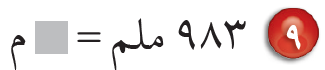 ٩ ٩٨٣ ملم = م